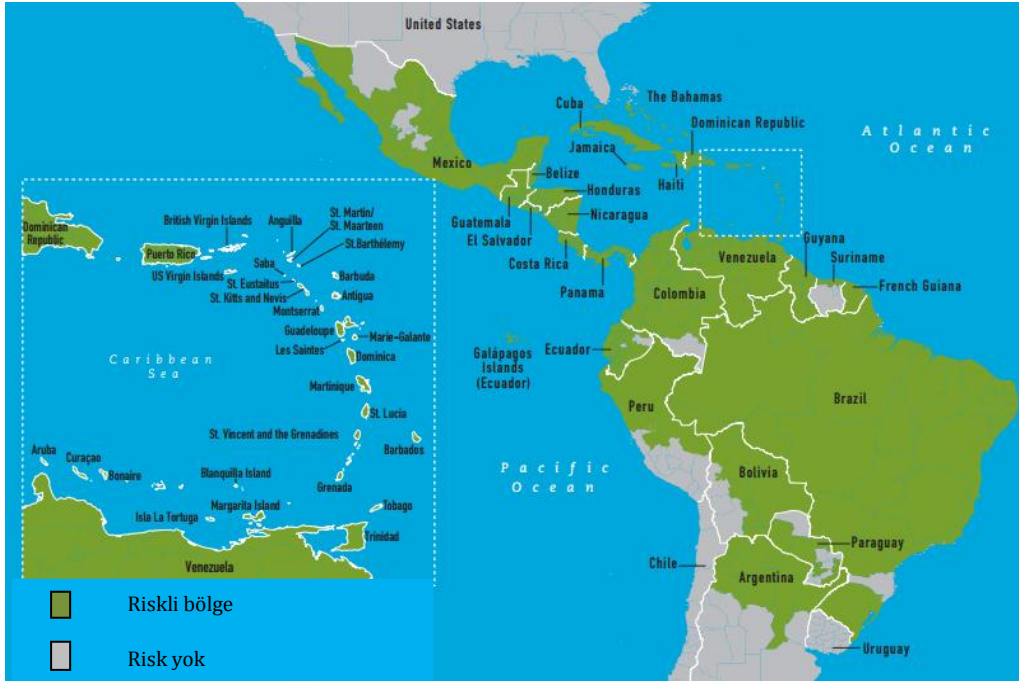 United States
The Bahamas
Cuba
Dominican Republic
Atlantic
Ocean
Jamaica
Mexico
Belize
Haiti
Honduras
Guatemala
Nicaragua
El Salvador
Costa Rica
Panama
Venezuela
Guyana
Suriname
French Guiana
Colombia
Ecuador
Galápagos
Islands
(Ecuador)
Peru
Brazil
Pacific
Ocean
Bolivia
Paraguay
Chile
Argentina
Uruguay
Dominican
Republic
British Virgin Islands
Anguilla
St. Martin/
St. Maarteen
Puerto Rico
St.Barthélemy
Saba
US Virgin Islands
St. Eustaitus
St. Kitts and Nevis
Barbuda
Antigua
Montserrat
Guadeloupe
Marie-Galante
Les Saintes
Dominica
Caribbean
Sea
Martinique
St. Lucia
St. Vincent and the Grenadines
Barbados
Aruba
Curaçao
Bonaire
Blanquilla Island
Grenada
Isla La Tortuga
Margarita Island
Tobago
Trinidad
Venezuela
Riskli bölge
Risk yok